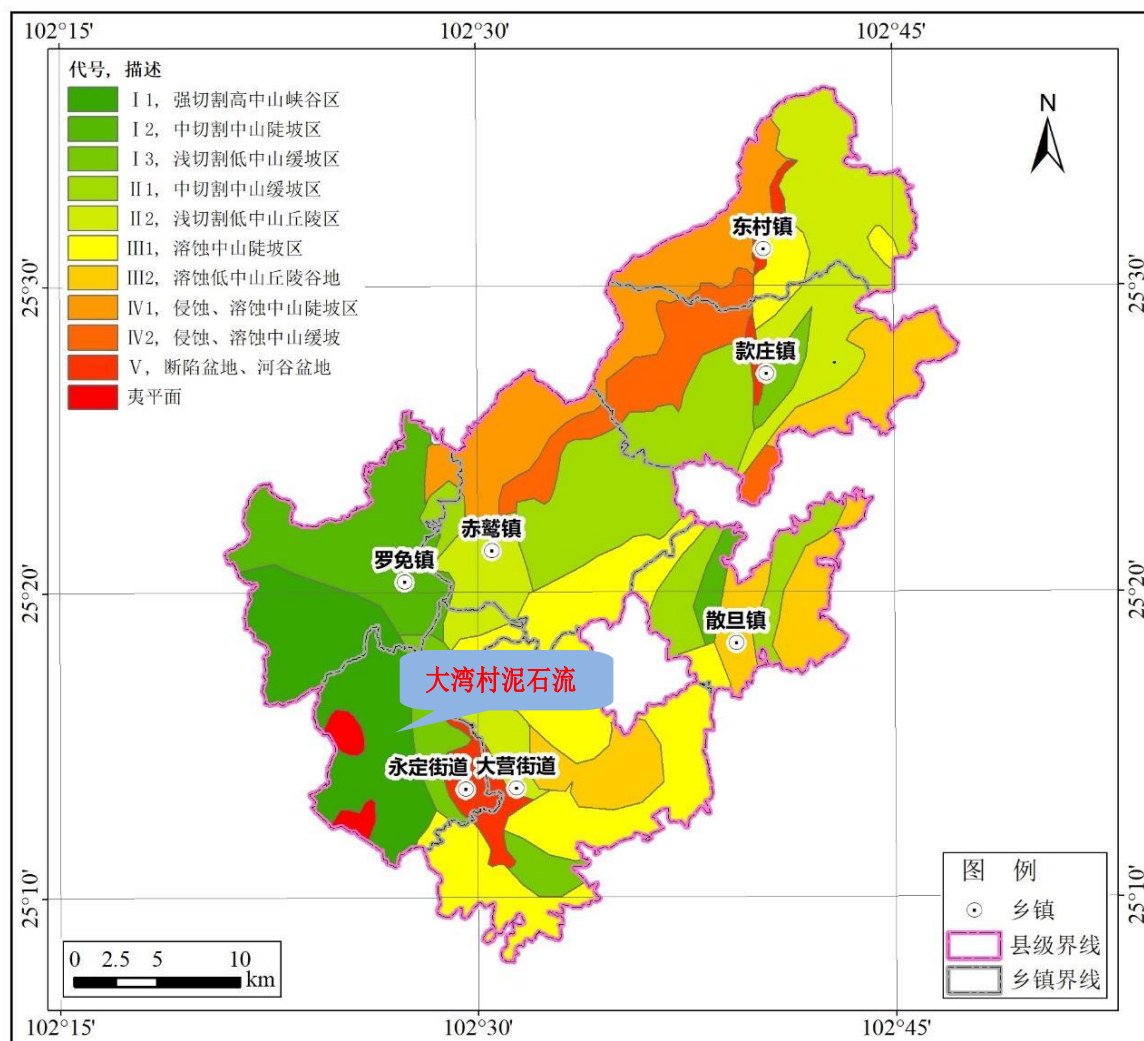 102°15'
102°30'
102°45'
代号，描述
Ⅰ1，强切割高中山峡谷区
Ⅰ2，中切割中山陡坡区
Ⅰ3，浅切割低中山缓坡区
Ⅱ1，中切割中山缓坡区
Ⅱ2，浅切割低中山丘陵区
Ⅲ1，溶蚀中山陡坡区
Ⅲ2，溶蚀低中山丘陵谷地
Ⅳ1，侵蚀、溶蚀中山陡坡区
Ⅳ2，侵蚀、溶蚀中山缓坡
Ⅴ，断陷盆地、河谷盆地
夷平面
N
东村镇
25°30'
25°30'
款庄镇
赤鹫镇
罗免镇
25°20'
25°20'
散旦镇
大湾村泥石流
永定街道
大营街道
25°10'
25°10'
图 例
乡镇
县级界线
乡镇界线
0 2.5 5 10
km
102°15'
102°30'
102°45'